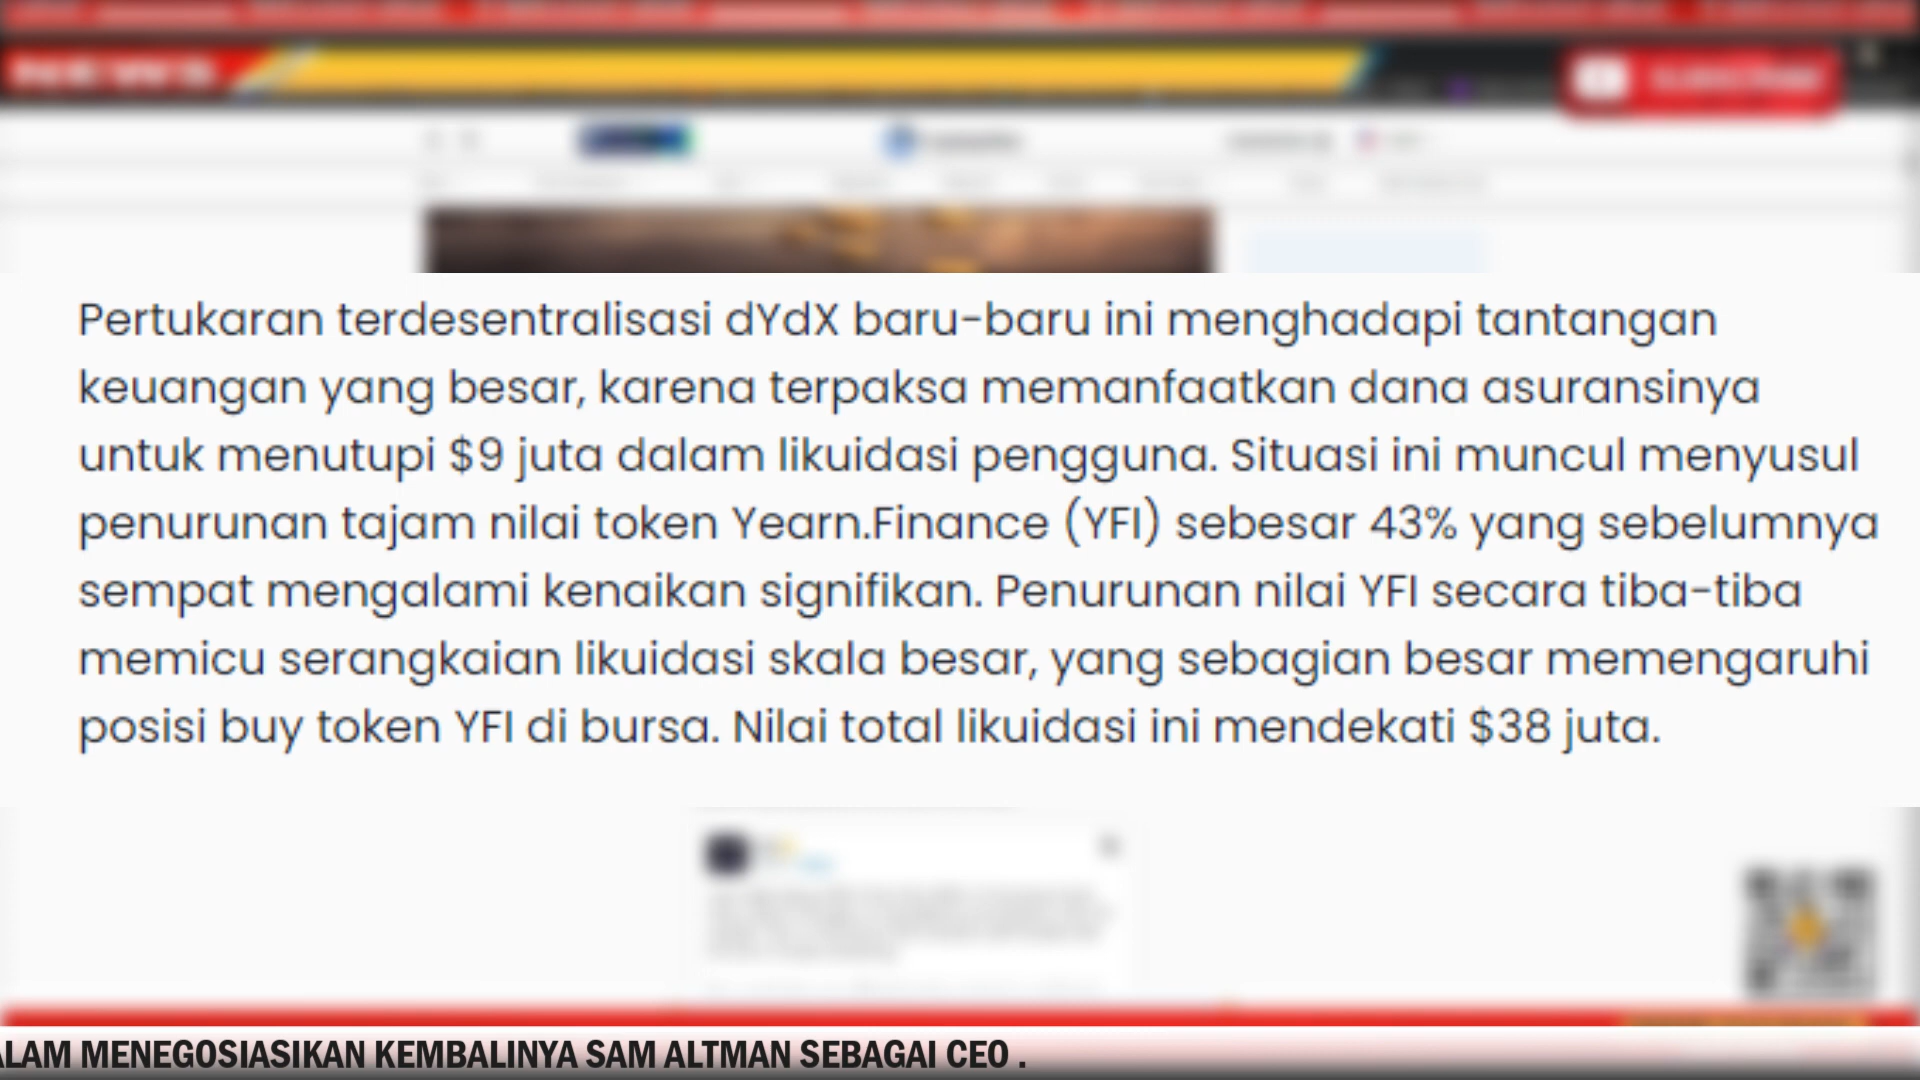 Pertukaran terdesentralisasi dYdX baru-baru ini menghadapi tantangan
keuangan yang besar, karena terpaksa memanfaatkan dana asuransinya
untuk menutupi $9 juta dalam likuidasi pengguna. Situasi ini muncul menyusul
penurunan tajam nilai token Yearn.Finance (YFI) sebesar 43% yang sebelumnya
sempat mengalami kenaikan signifikan. Penurunan nilai YFI secara tiba-tiba
memicu serangkaian likuidasi skala besar, yang sebagian besar memengaruhi
posisi buy token YFI di bursa. Nilai total likuidasi ini mendekati $38 juta.
MENEGOSIASIKAN KEMBALINYA SAM ALTMAN SEBAGAI CEO .